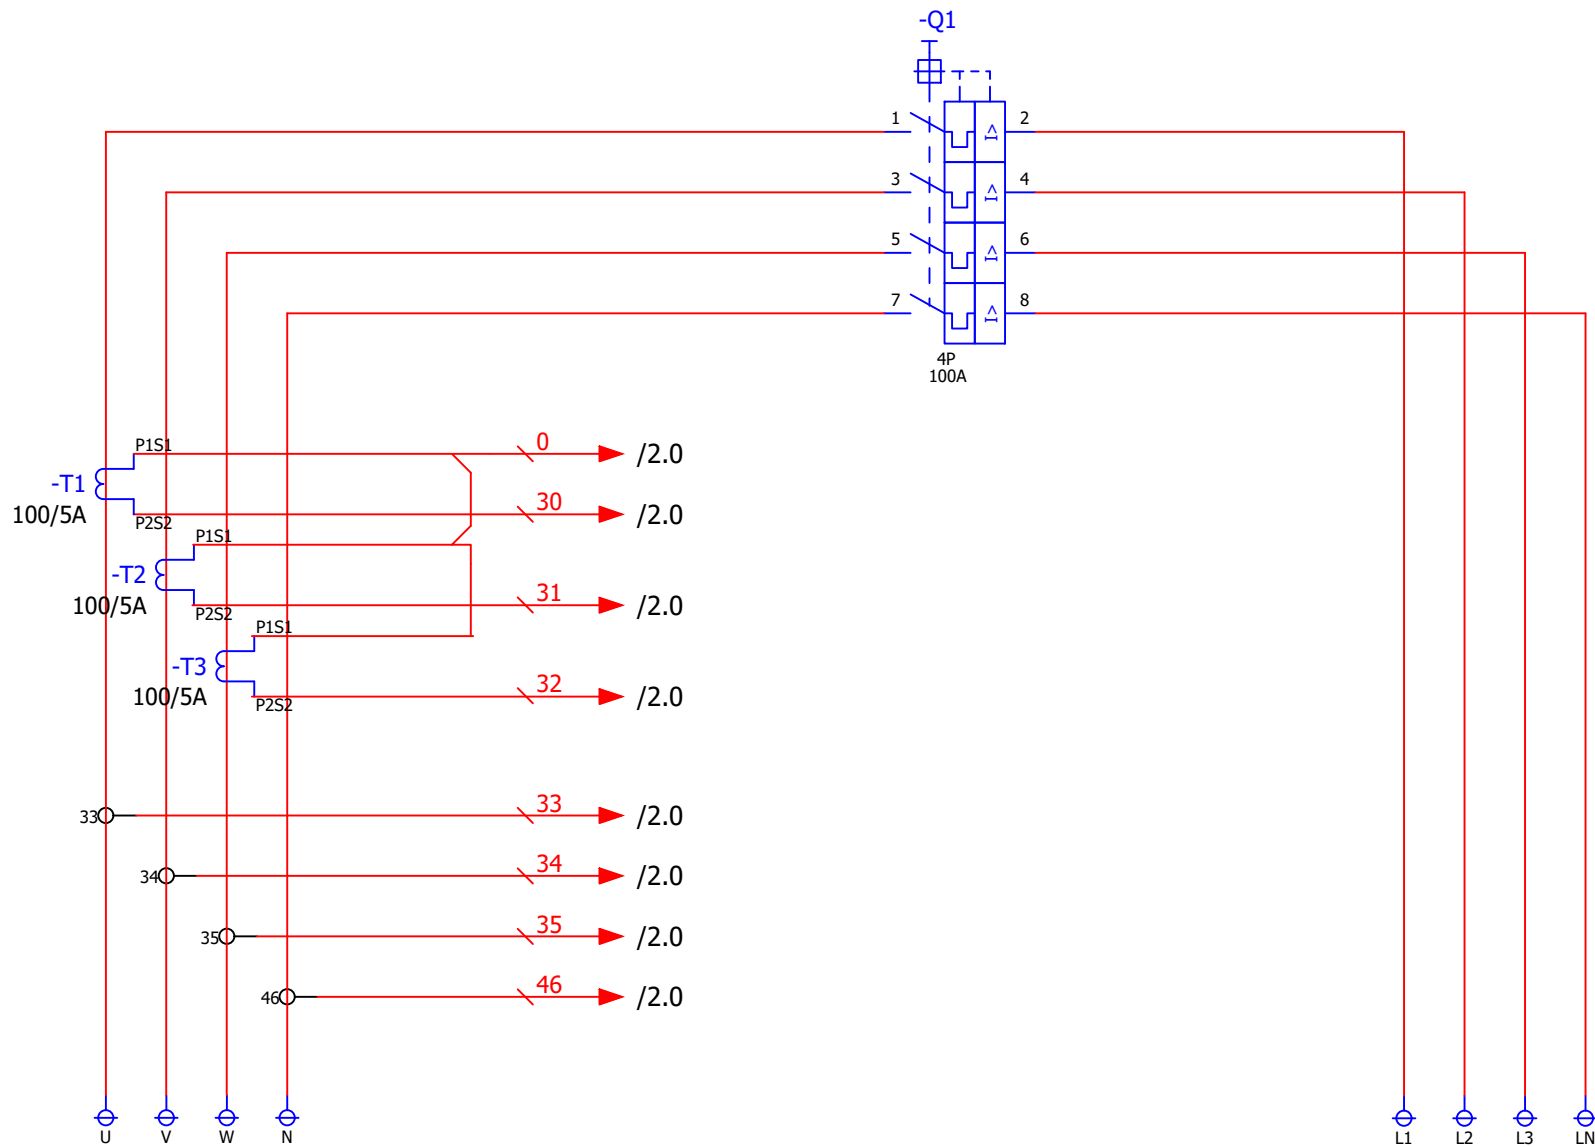 -Q1
1
2
I>
3
4
I>
5
6
I>
7
8
I>
4P
100A
P1S1
0
/2.0
-T1
100/5A
P2S2
30
/2.0
P1S1
-T2
100/5A
P2S2
31
/2.0
P1S1
-T3
100/5A
P2S2
32
/2.0
33
33
/2.0
34
34
/2.0
35
35
/2.0
46
46
/2.0
U
V
W
N
L1
L2
L3
LN